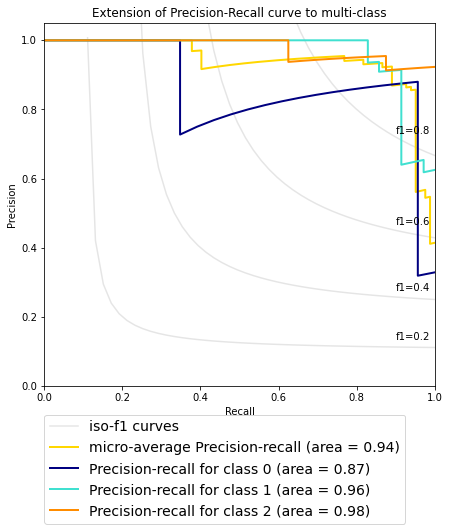 Extension of Precision-Recall curve to multi-class
1.0
0.8
0.6
0.4
0.2
0.0
Precision
f1=0.8
f1=0.6
f1=0.4
f1=0.2
0.0 0.2 0.4 0.6 0.8 1.0
Recall
iso-f1 curves
micro-average Precision-recall (area = 0.94)
Precision-recall for class 0 (area = 0.87)
Precision-recall for class 1 (area = 0.96)
Precision-recall for class 2 (area = 0.98)